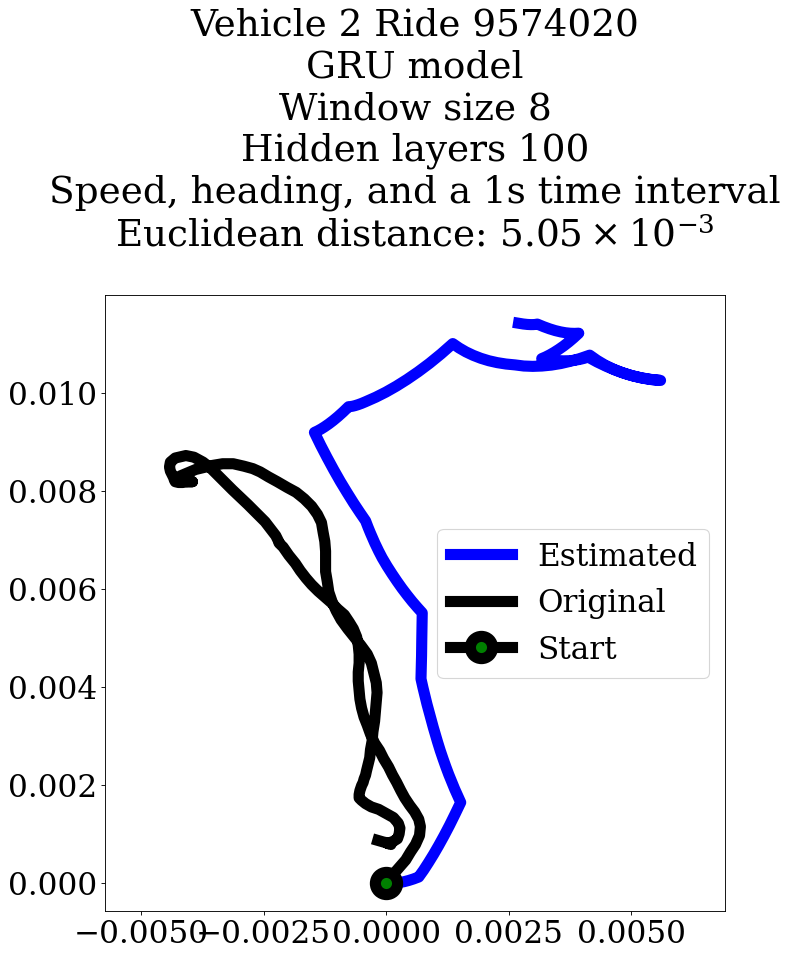 Vehicle 2 Ride 9574020
GRU model
Window size 8
Hidden layers 100
Speed, heading, and a 1s time interval
Euclidean distance: 5.05 × 10⁻³
0.010
0.008
0.006
0.004
0.002
0.000
Estimated
Original
Start
−0.0050 −0.0025 0.0000 0.0025 0.0050